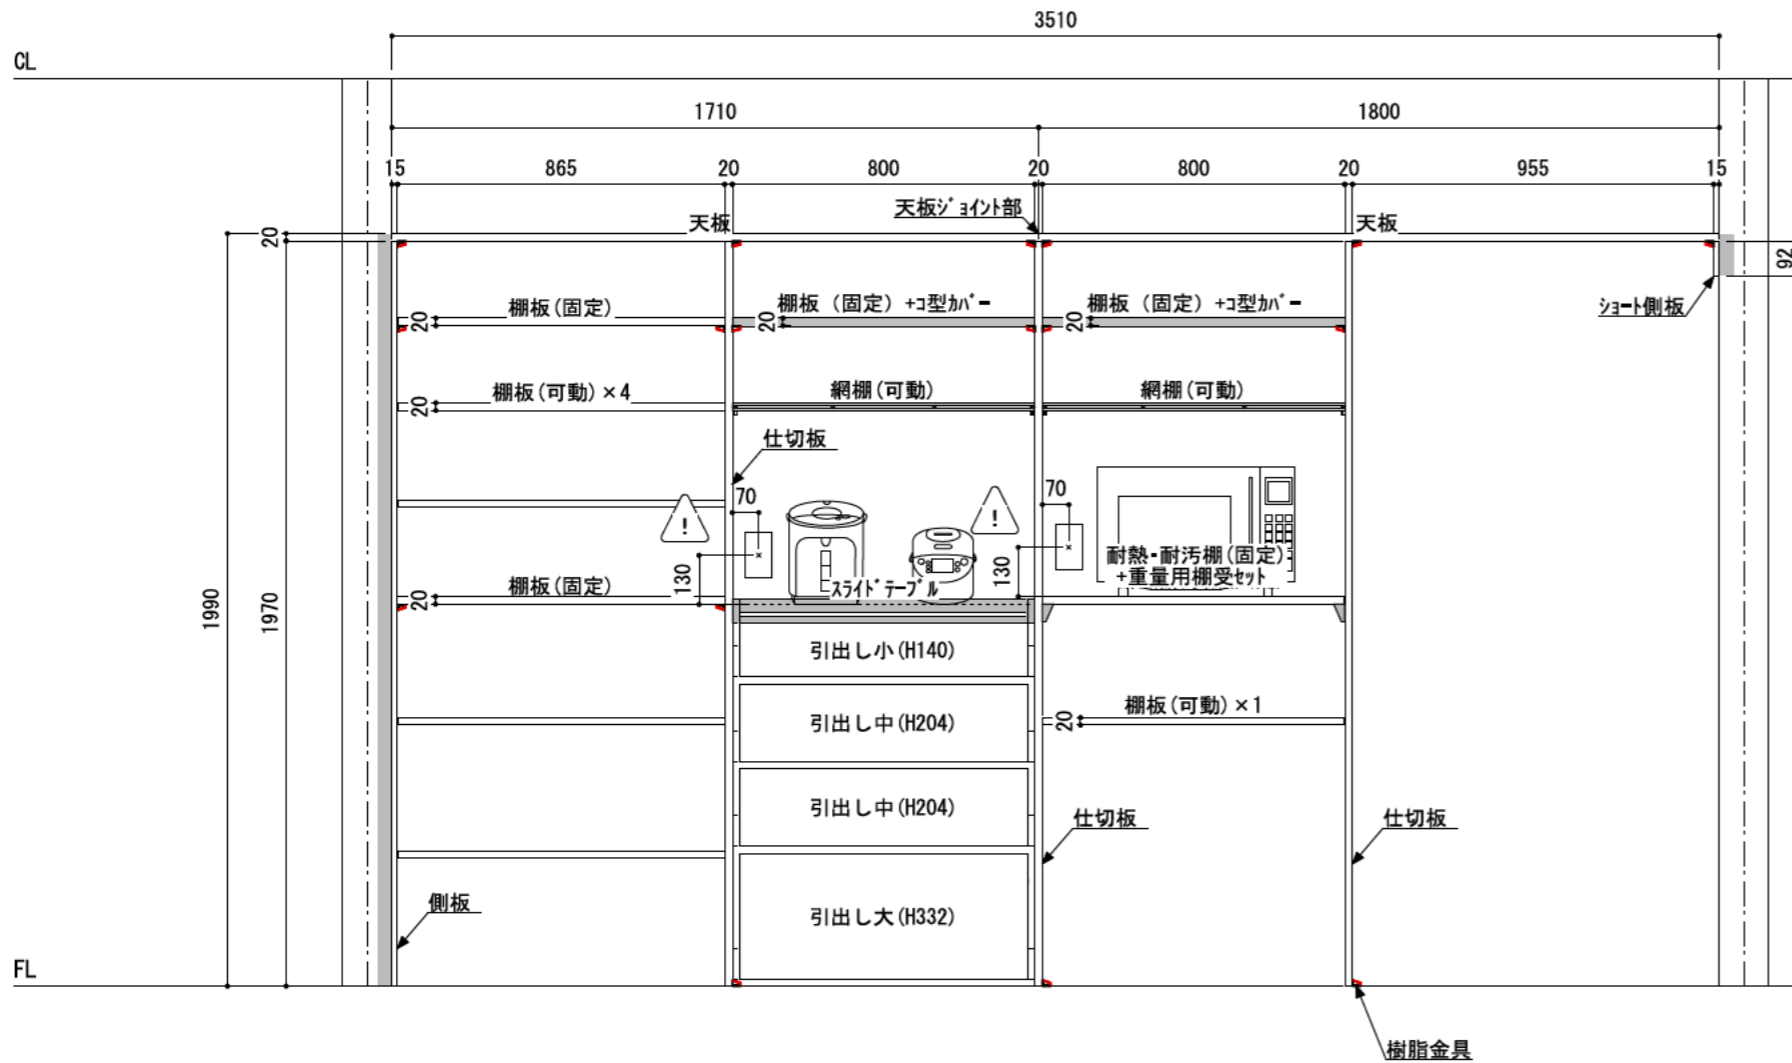 3510
CL
1710
1800
15
865
20
800
20
800
20
955
15
天板ｼﾞｮｲﾝﾄ部
天板
天板
20
92
棚板(固定)
棚板（固定）+ｺ型ｶﾊﾞｰ
棚板（固定）+ｺ型ｶﾊﾞｰ
ｼｮｰﾄ側板
20
20
20
棚板(可動)×4
網棚(可動)
網棚(可動)
20
仕切板
70
70
!
!
耐熱・耐汚棚(固定)
+重量用棚受ｾｯﾄ
130
130
棚板(固定)
ｽﾗｲﾄﾞﾃｰﾌﾞﾙ
20
1990
1970
引出し小(H140)
棚板(可動)×1
20
引出し中(H204)
引出し中(H204)
仕切板
仕切板
側板
引出し大(H332)
FL
樹脂金具